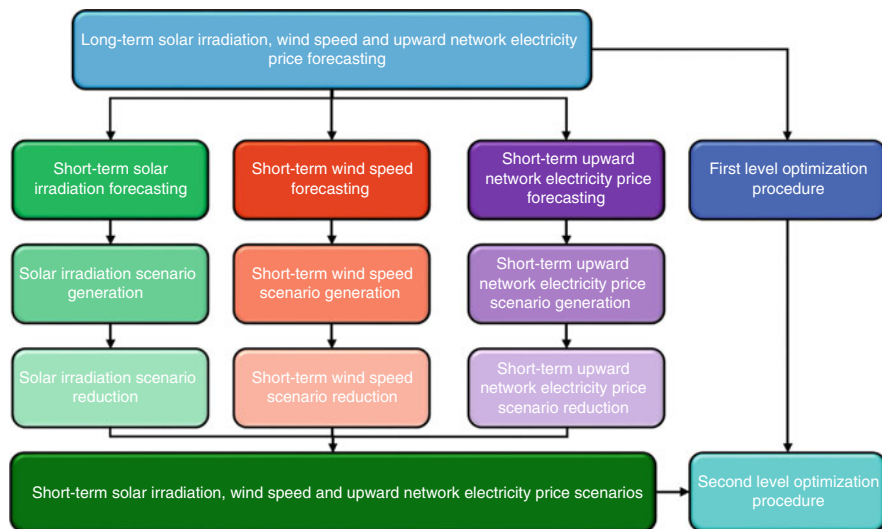 Long-term solar irradiation, wind speed and upward network electricity
price forecasting
Short-term solar
irradiation forecasting
Short-term wind speed
forecasting
Short-term upward
network electricity price
forecasting
First level optimization
procedure
Solar irradiation scenario
generation
Short-term wind speed
scenario generation
Short-term upward
network electricity price
scenario generation
Solar irradiation scenario
reduction
Short-term wind speed
scenario reduction
Short-term upward
network electricity price
scenario reduction
Short-term solar irradiation, wind speed and upward network electricity price scenarios
Second level optimization
procedure